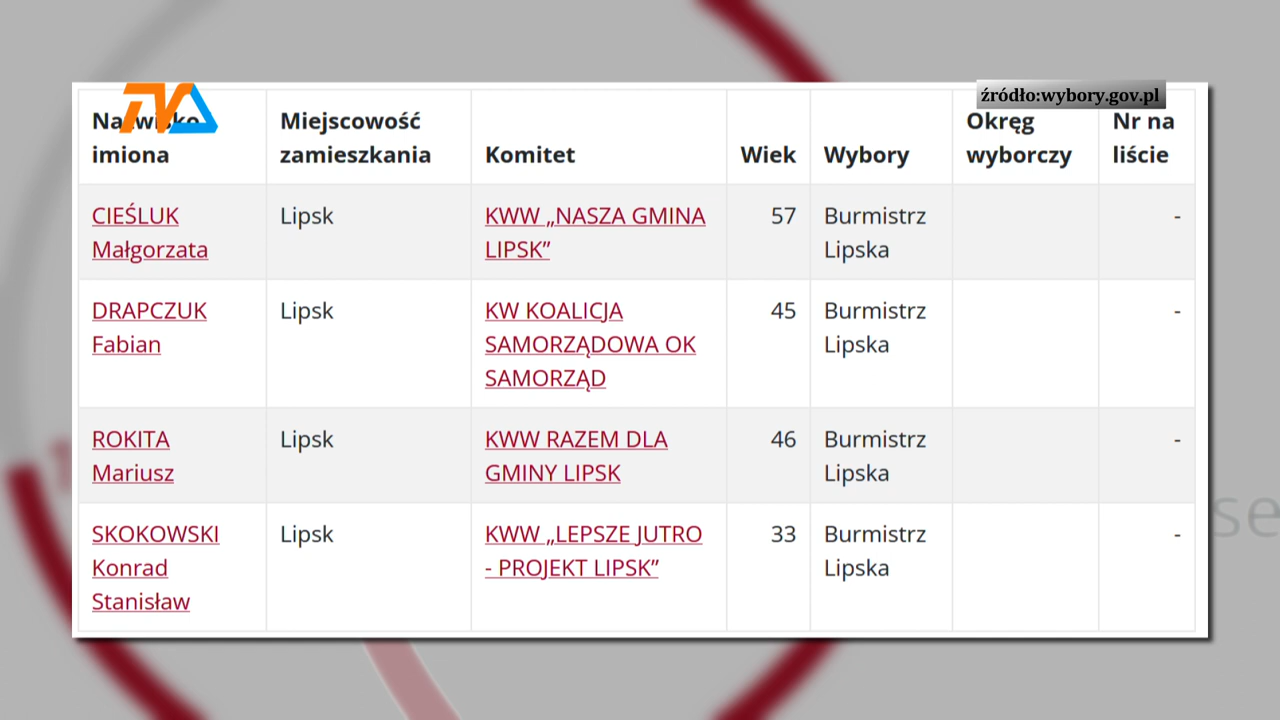 TVA
źródło:wybory.gov.pl
imiona
Miejscowość
zamieszkania
Komitet
Wiek
Wybory
Okręg
wyborczy
Nr na
liście
CIEŚLUK
Małgorzata
Lipsk
KWW „NASZA GMINA
LIPSK”
57
Burmistrz
Lipska
-
DRAPCZUK
Fabian
Lipsk
KW KOALICJA
SAMORZĄDOWA OK
SAMORZĄD
45
Burmistrz
Lipska
-
ROKITA
Mariusz
Lipsk
KWW RAZEM DLA
GMINY LIPSK
46
Burmistrz
Lipska
-
SKOKOWSKI
Konrad
Stanisław
Lipsk
KWW „LEPSZE JUTRO
- PROJEKT LIPSK”
33
Burmistrz
Lipska
-
se